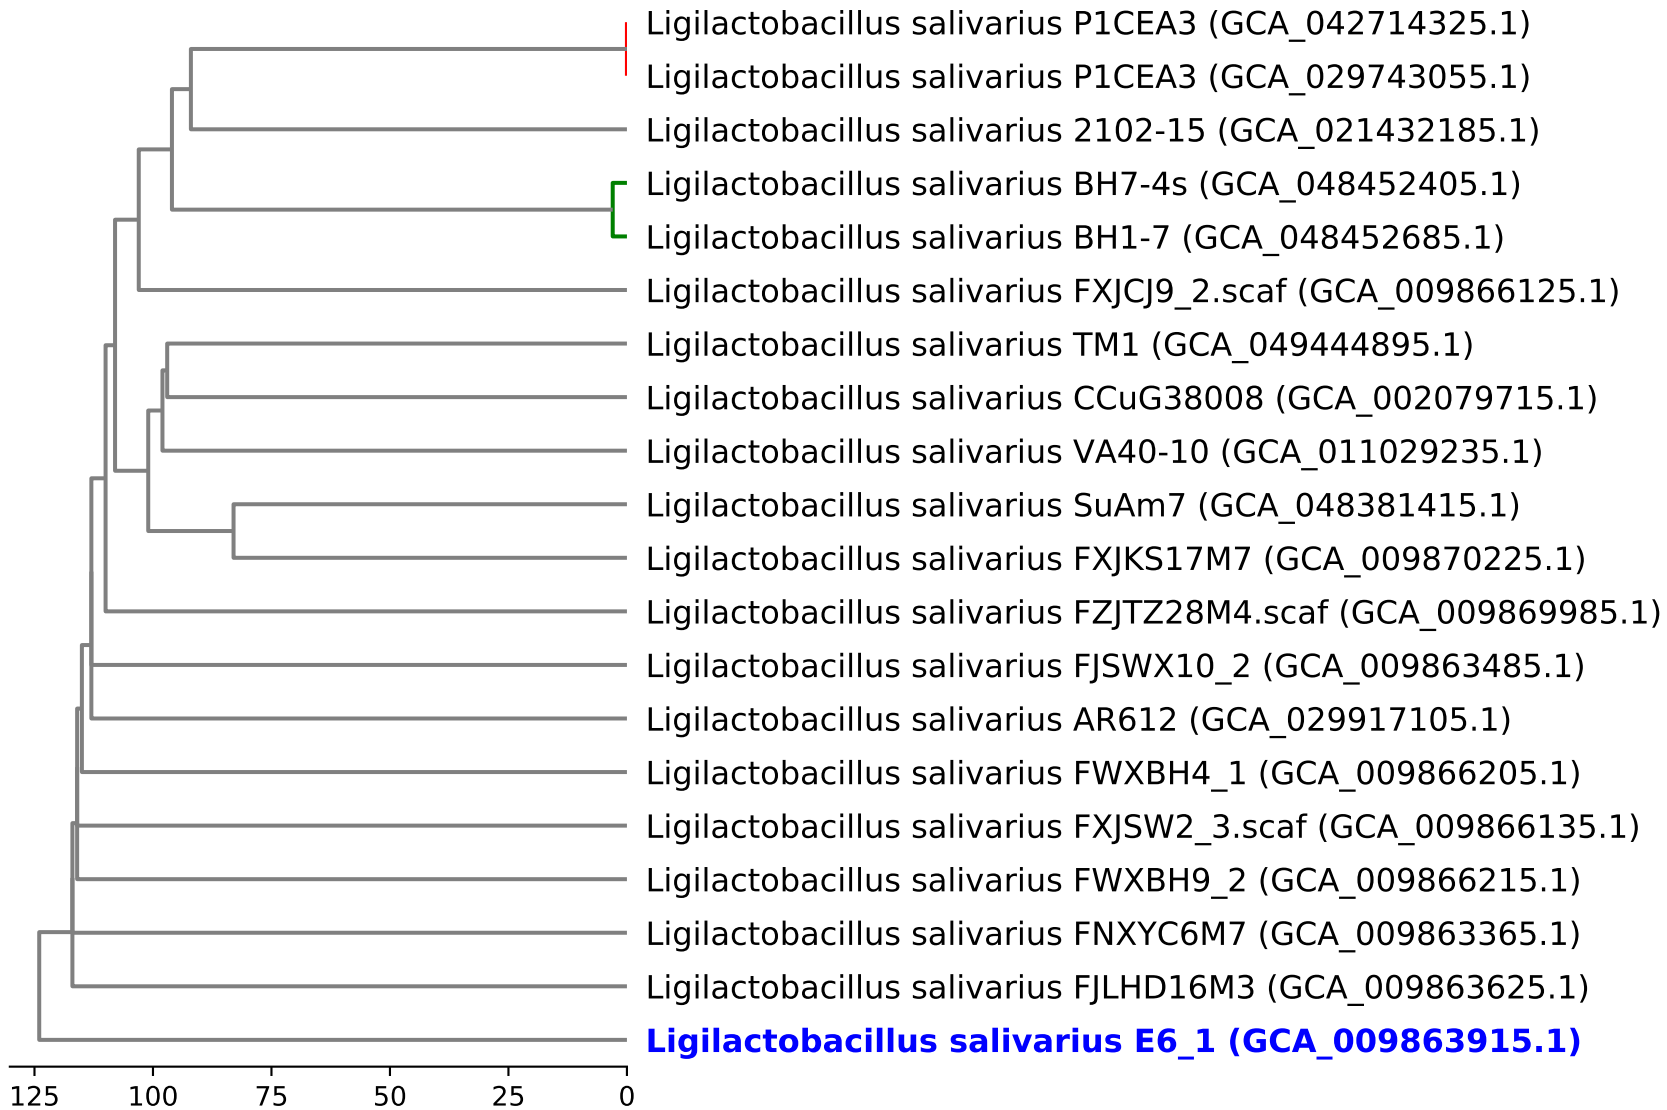 Ligilactobacillus salivarius P1CEA3 (GCA_042714325.1)
Ligilactobacillus salivarius P1CEA3 (GCA_029743055.1)
Ligilactobacillus salivarius 2102-15 (GCA_021432185.1)
Ligilactobacillus salivarius BH7-4s (GCA_048452405.1)
Ligilactobacillus salivarius BH1-7 (GCA_048452685.1)
Ligilactobacillus salivarius FXJCJ9_2.scaf (GCA_009866125.1)
Ligilactobacillus salivarius TM1 (GCA_049444895.1)
Ligilactobacillus salivarius CCuG38008 (GCA_002079715.1)
Ligilactobacillus salivarius VA40-10 (GCA_011029235.1)
Ligilactobacillus salivarius SuAm7 (GCA_048381415.1)
Ligilactobacillus salivarius FXJKS17M7 (GCA_009870225.1)
Ligilactobacillus salivarius FZJTZ28M4.scaf (GCA_009869985.1)
Ligilactobacillus salivarius FJSWX10_2 (GCA_009863485.1)
Ligilactobacillus salivarius AR612 (GCA_029917105.1)
Ligilactobacillus salivarius FWXBH4_1 (GCA_009866205.1)
Ligilactobacillus salivarius FXJSW2_3.scaf (GCA_009866135.1)
Ligilactobacillus salivarius FWXBH9_2 (GCA_009866215.1)
Ligilactobacillus salivarius FNXYC6M7 (GCA_009863365.1)
Ligilactobacillus salivarius FJLHD16M3 (GCA_009863625.1)
Ligilactobacillus salivarius E6_1 (GCA_009863915.1)
125 100 75 50 25 0